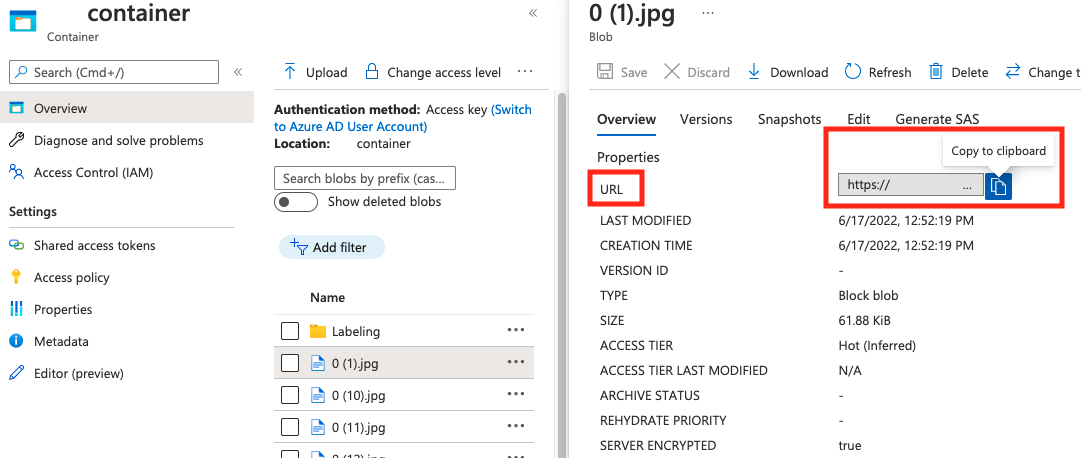 container
Container
Search (Cmd+/)
«
Overview
Diagnose and solve problems
Access Control (IAM)
Settings
Shared access tokens
Access policy
Properties
Metadata
Editor (preview)
«
Upload
Change access level
...
Authentication method: Access key (Switch
to Azure AD User Account)
Location: container
Search blobs by prefix (cas...
Show deleted blobs
Add filter
Name
Labeling ...
0 (1).jpg ...
0 (10).jpg ...
0 (11).jpg ...
0 (1).jpg ...
Blob
Save
Discard
Download
Refresh
Delete
Change t
Overview
Versions
Snapshots
Edit
Generate SAS
Properties
Copy to clipboard
URL https:// ...
LAST MODIFIED 6/17/2022, 12:52:19 PM
CREATION TIME 6/17/2022, 12:52:19 PM
VERSION ID -
TYPE Block blob
SIZE 61.88 KiB
ACCESS TIER Hot (Inferred)
ACCESS TIER LAST MODIFIED N/A
ARCHIVE STATUS -
REHYDRATE PRIORITY -
SERVER ENCRYPTED true